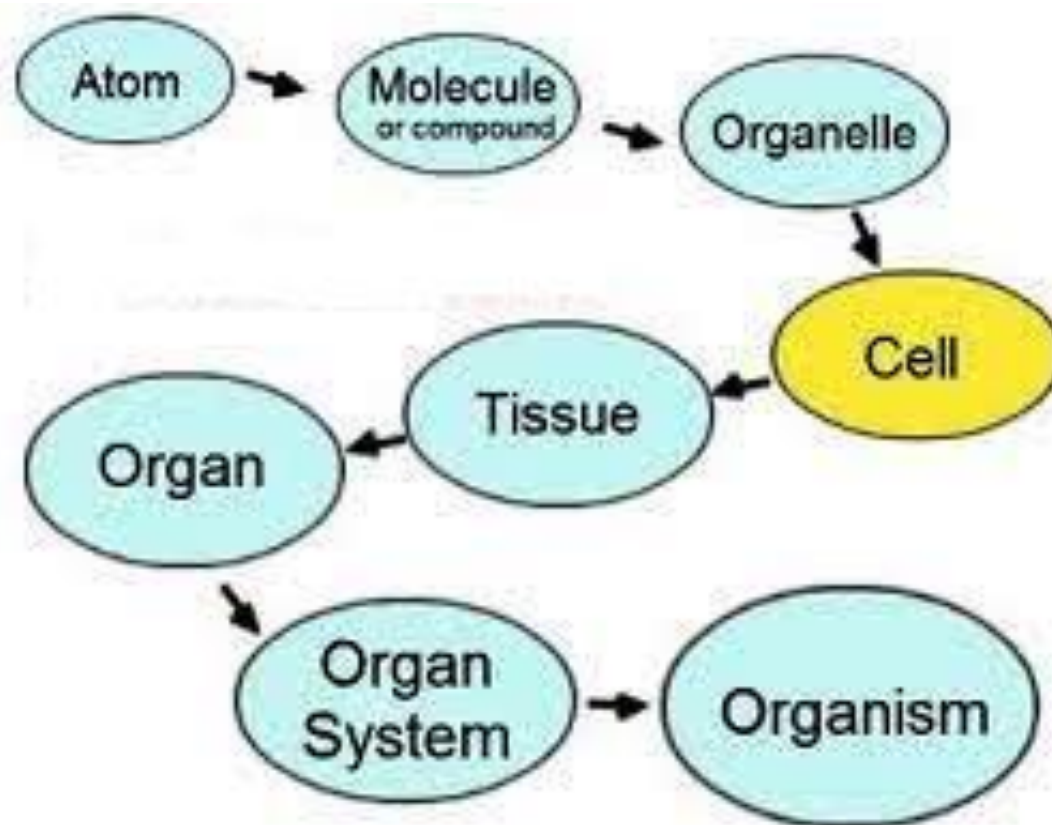 Atom
Molecule
or compound
Organelle
Cell
Tissue
Organ
Organ
System
Organism